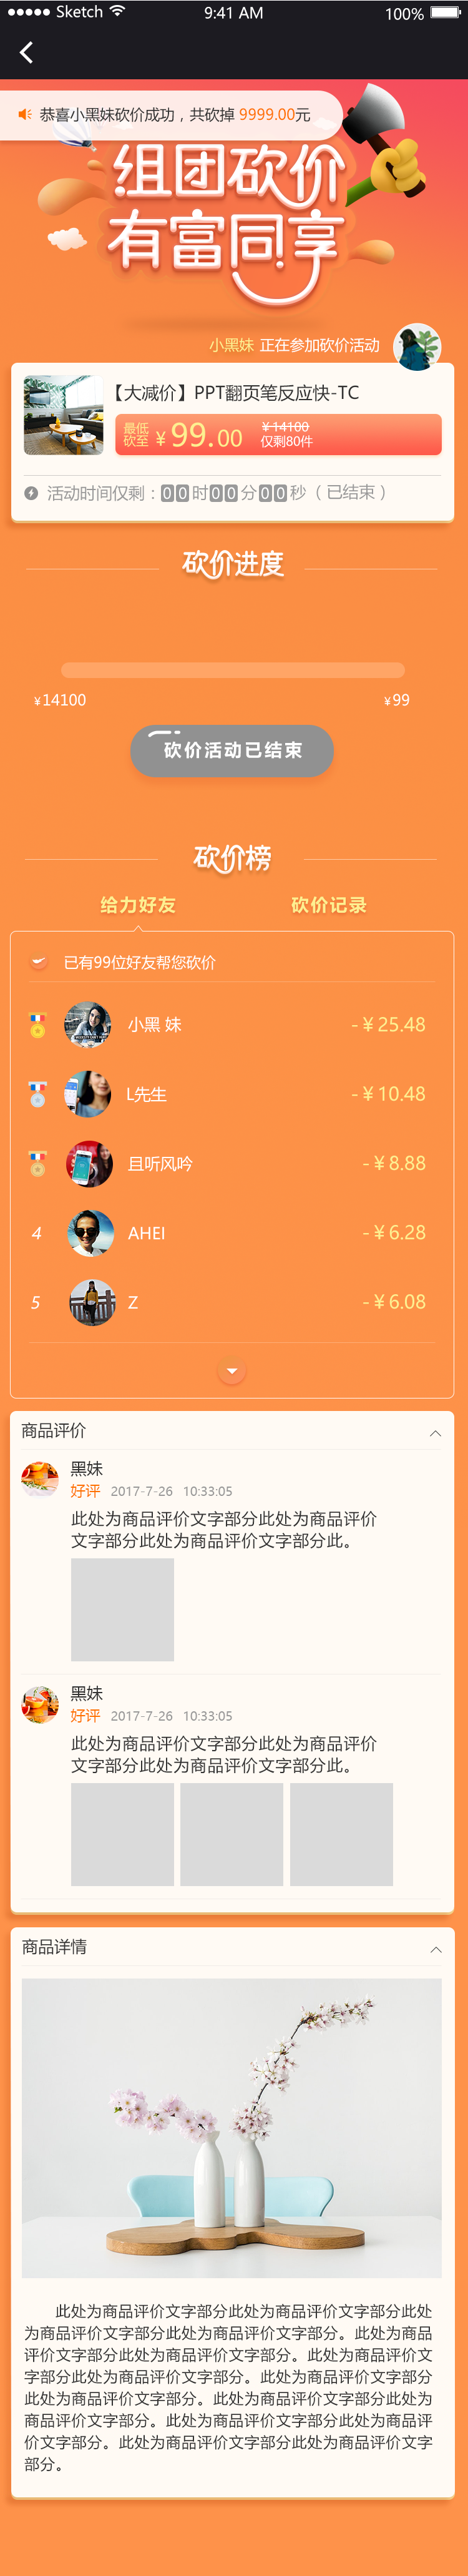 Sketch 9:41 AM 100%
恭喜小黑妹砍价成功，共砍掉 9999.00元
组团砍价
有富同享
小黑妹 正在参加砍价活动
【大减价】PPT翻页笔反应快-TC
最低
砍至
¥99.00
¥14100
仅剩80件
活动时间仅剩：00时00分00秒（已结束）
砍价进度
¥14100 ¥99
砍价活动已结束
砍价榜
给力好友 砍价记录
已有99位好友帮您砍价
小黑 妹 -¥25.48
L先生 -¥10.48
且听风吟 -¥8.88
4 AHEI -¥6.28
5 Z -¥6.08
商品评价
黑妹
好评 2017-7-26 10:33:05
此处为商品评价文字部分此处为商品评价
文字部分此处为商品评价文字部分此。
黑妹
好评 2017-7-26 10:33:05
此处为商品评价文字部分此处为商品评价
文字部分此处为商品评价文字部分此。
商品详情
此处为商品评价文字部分此处为商品评价文字部分此处
为商品评价文字部分此处为商品评价文字部分。此处为商品
评价文字部分此处为商品评价文字部分。此处为商品评价文
字部分此处为商品评价文字部分。此处为商品评价文字部分
此处为商品评价文字部分。此处为商品评价文字部分此处为
商品评价文字部分。此处为商品评价文字部分此处为商品评
价文字部分。此处为商品评价文字部分此处为商品评价文字
部分。